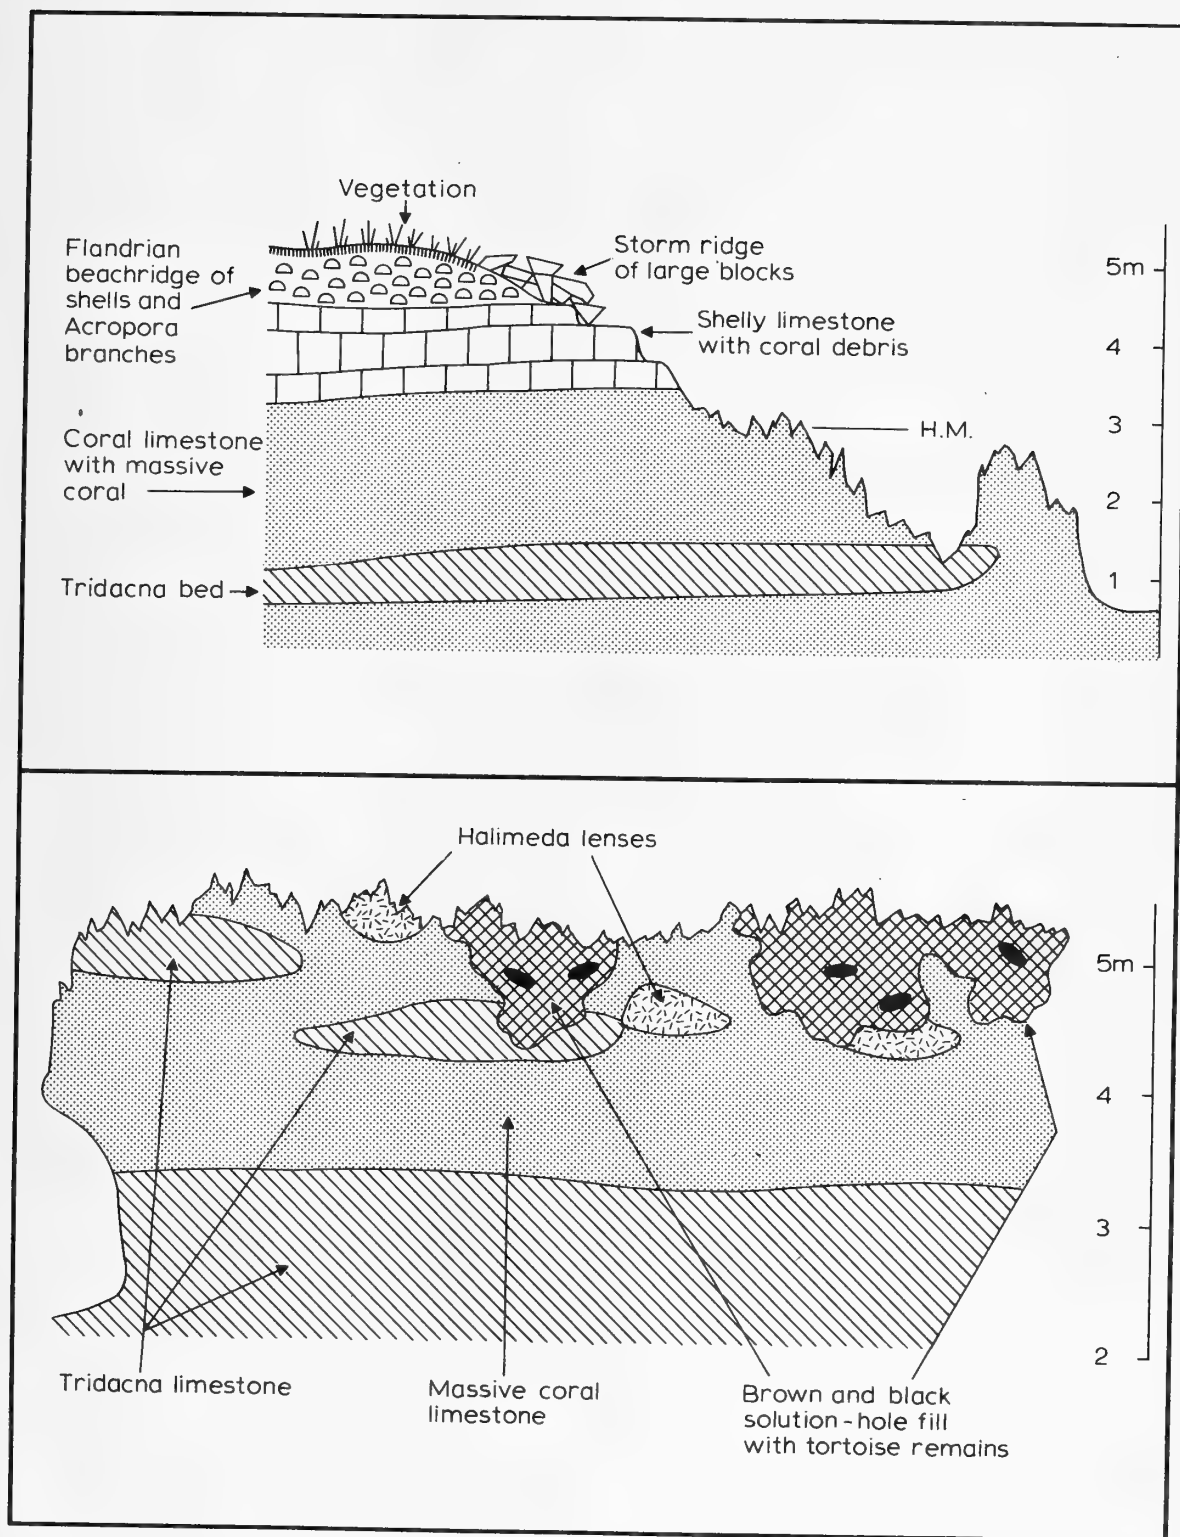 Vegetation
Flandrian
beachridge of
shells and
Acropora
branches
Storm ridge
of large blocks
Shelly limestone
with coral debris
5m
4
3
2
1
H.M.
Coral limestone
with massive
coral
Tridacna bed
Halimeda lenses
5m
4
3
2
Tridacna limestone
Massive coral
limestone
Brown and black
solution-hole fill
with tortoise remains